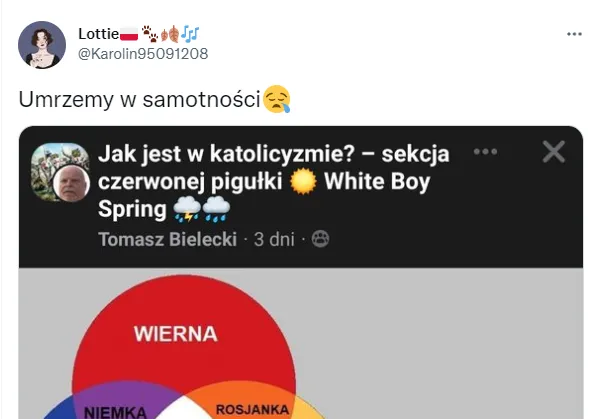 Lottie🇵🇱🐾🍂🎶
@Karolin95091208
Umrzemy w samotności😪
Jak jest w katolicyzmie? – sekcja
czerwonej pigułki ☀️ White Boy
Spring ⛈️🌧️
Tomasz Bielecki · 3 dni ·
WIERNA
NIEMKA
ROSJANKA